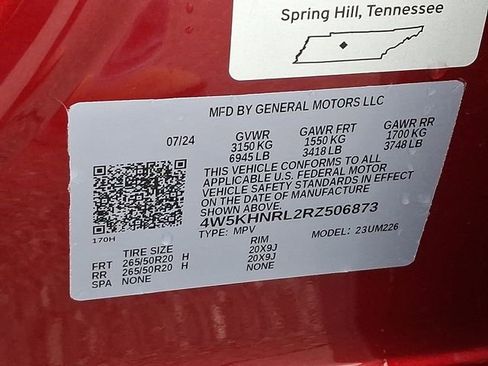 Spring Hill, Tennessee
MFD BY GENERAL MOTORS LLC
07/24 GVWR GAWR FRT GAWR RR
3150 KG 1550 KG 1700 KG
6945 LB 3418 LB 3748 LB
THIS VEHICLE CONFORMS TO ALL
APPLICABLE U.S. FEDERAL MOTOR
VEHICLE SAFETY STANDARDS IN EFFECT
ON THE DATE OF MANUFACTURE
SHOWN ABOVE.
4W5KHNRL2RZ506873
170H TYPE: MPV MODEL: 23UM226
TIRE SIZE RIM
FRT 265/50R20 H 20X9J
RR 265/50R20 H 20X9J
SPA NONE NONE